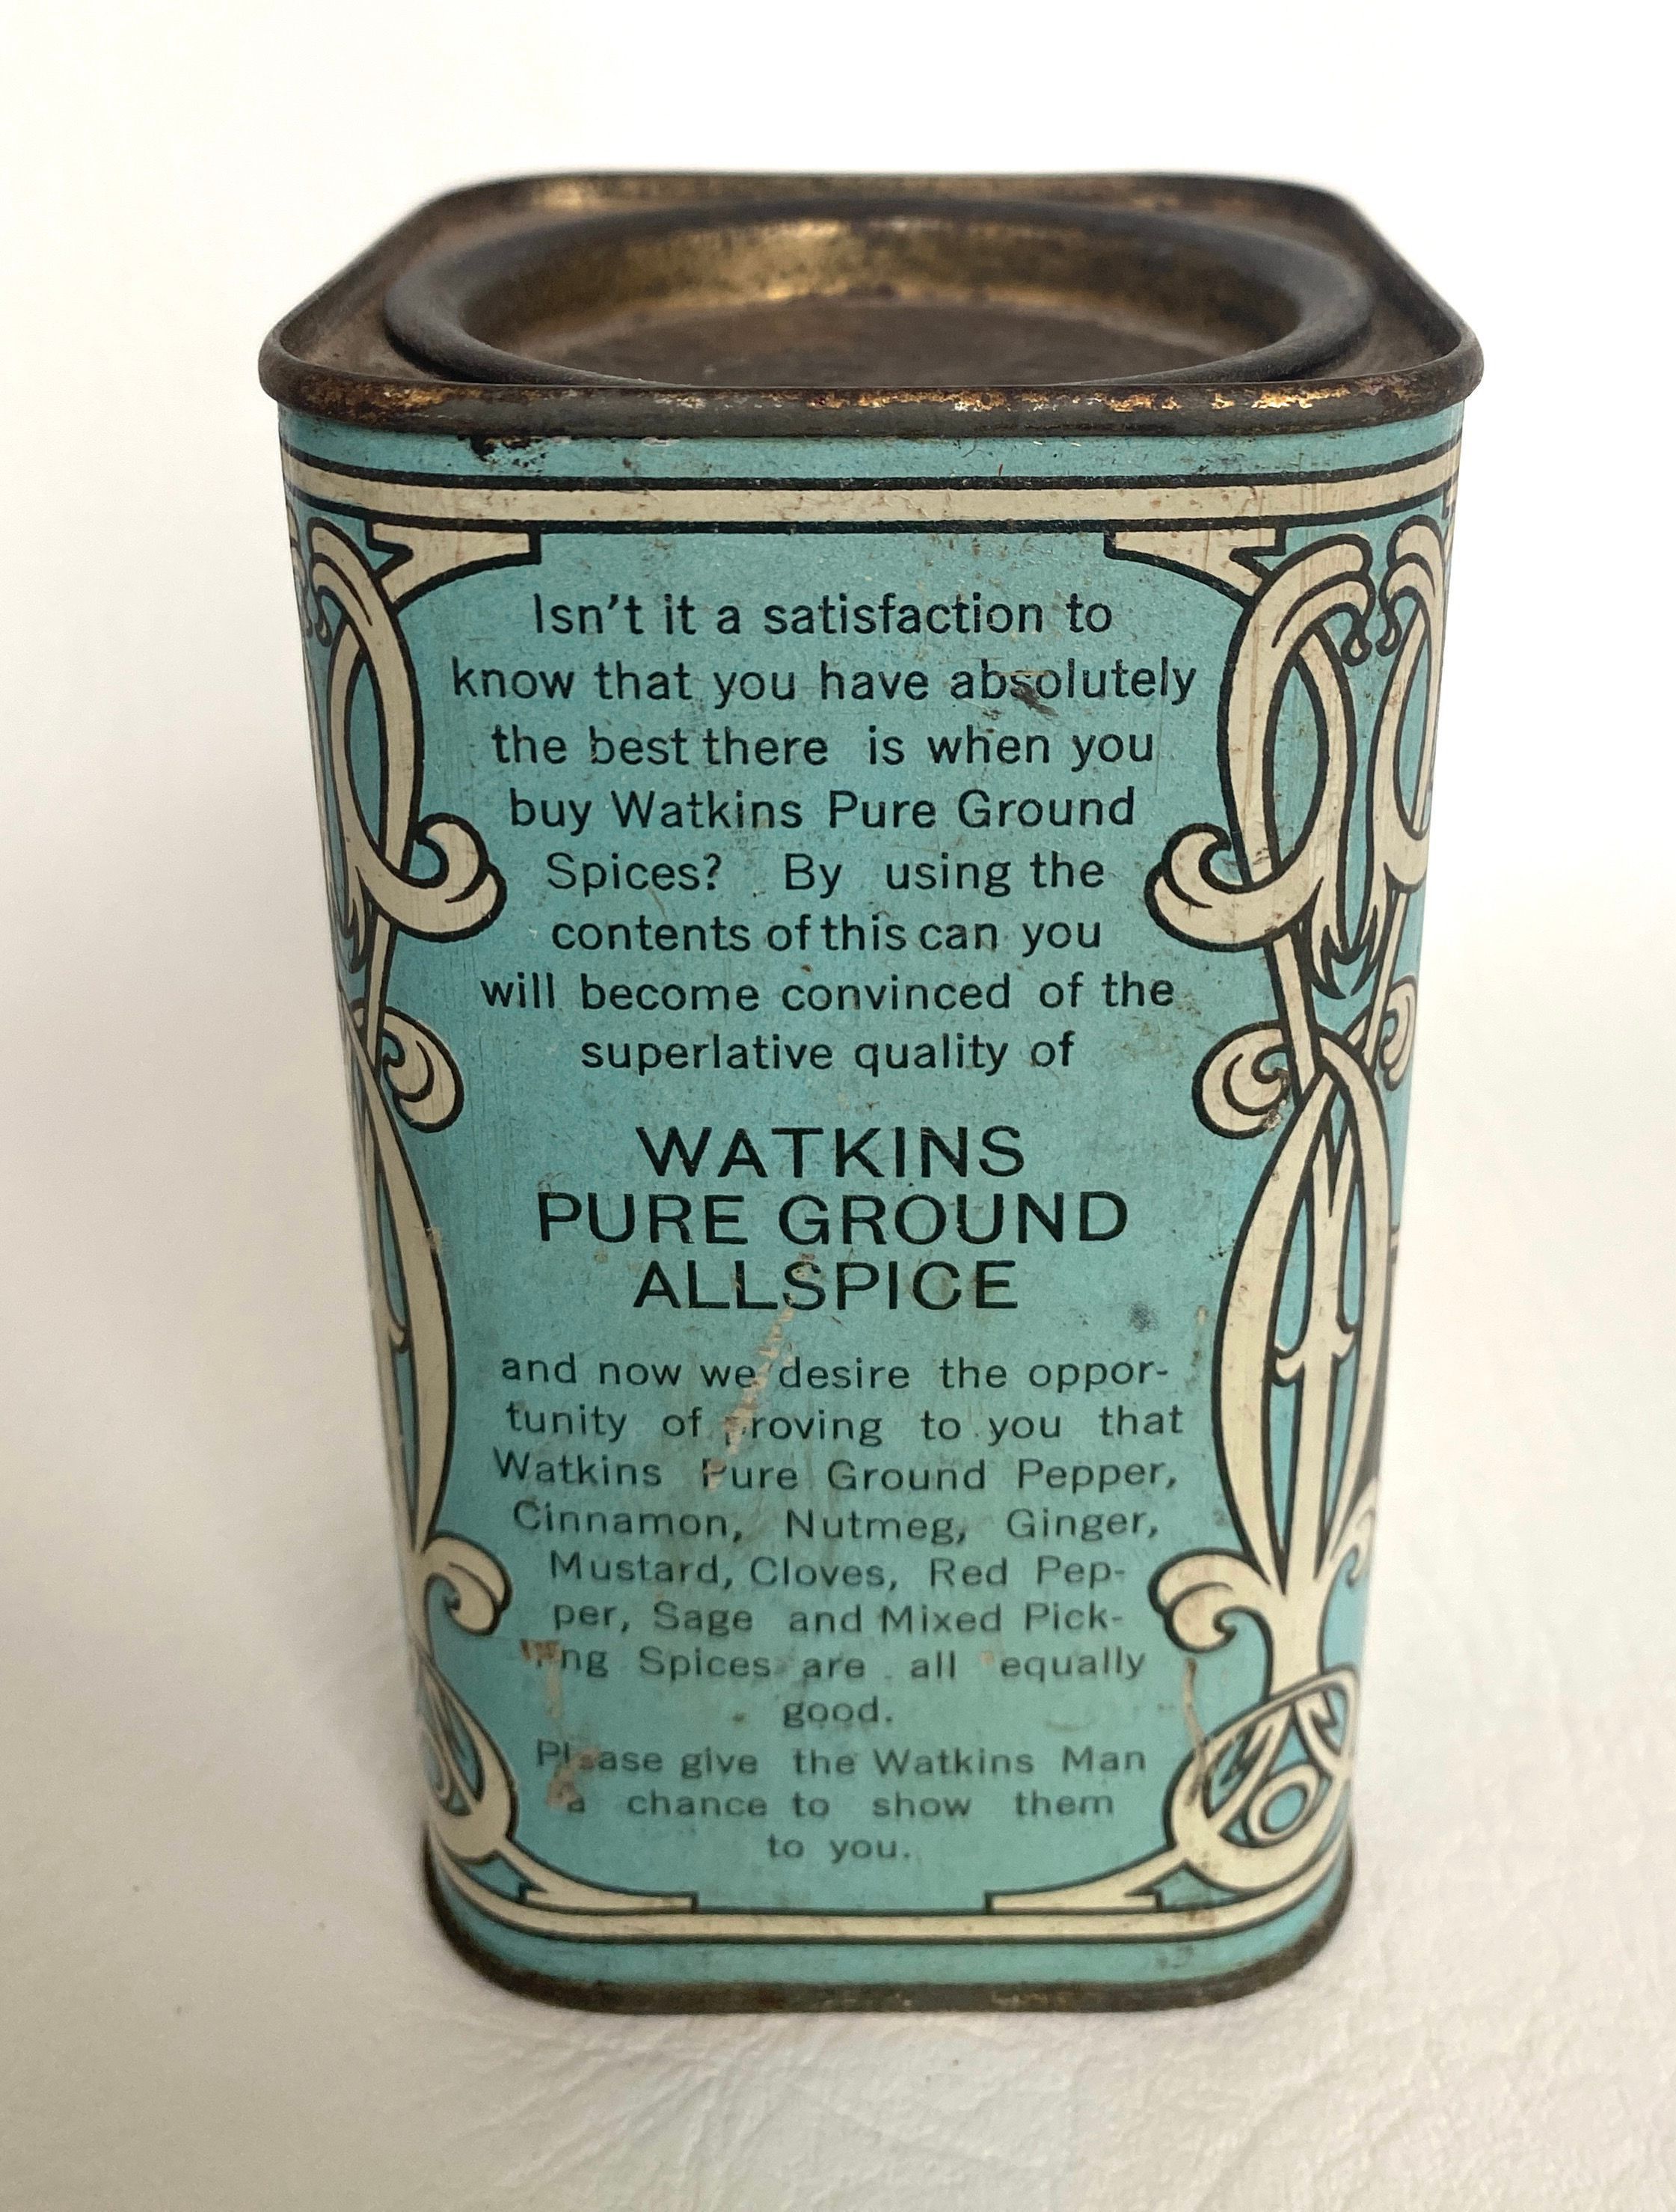 Isn't it a satisfaction to
know that you have absolutely
the best there is when you
buy Watkins Pure Ground
Spices? By using the
contents of this can you
will become convinced of the
superlative quality of
WATKINS
PURE GROUND
ALLSPICE
and now we desire the oppor-
tunity of proving to you that
Watkins Pure Ground Pepper,
Cinnamon, Nutmeg, Ginger,
Mustard, Cloves, Red Pep-
per, Sage and Mixed Pick-
ling Spices are all equally
good.
Please give the Watkins Man
a chance to show them
to you.